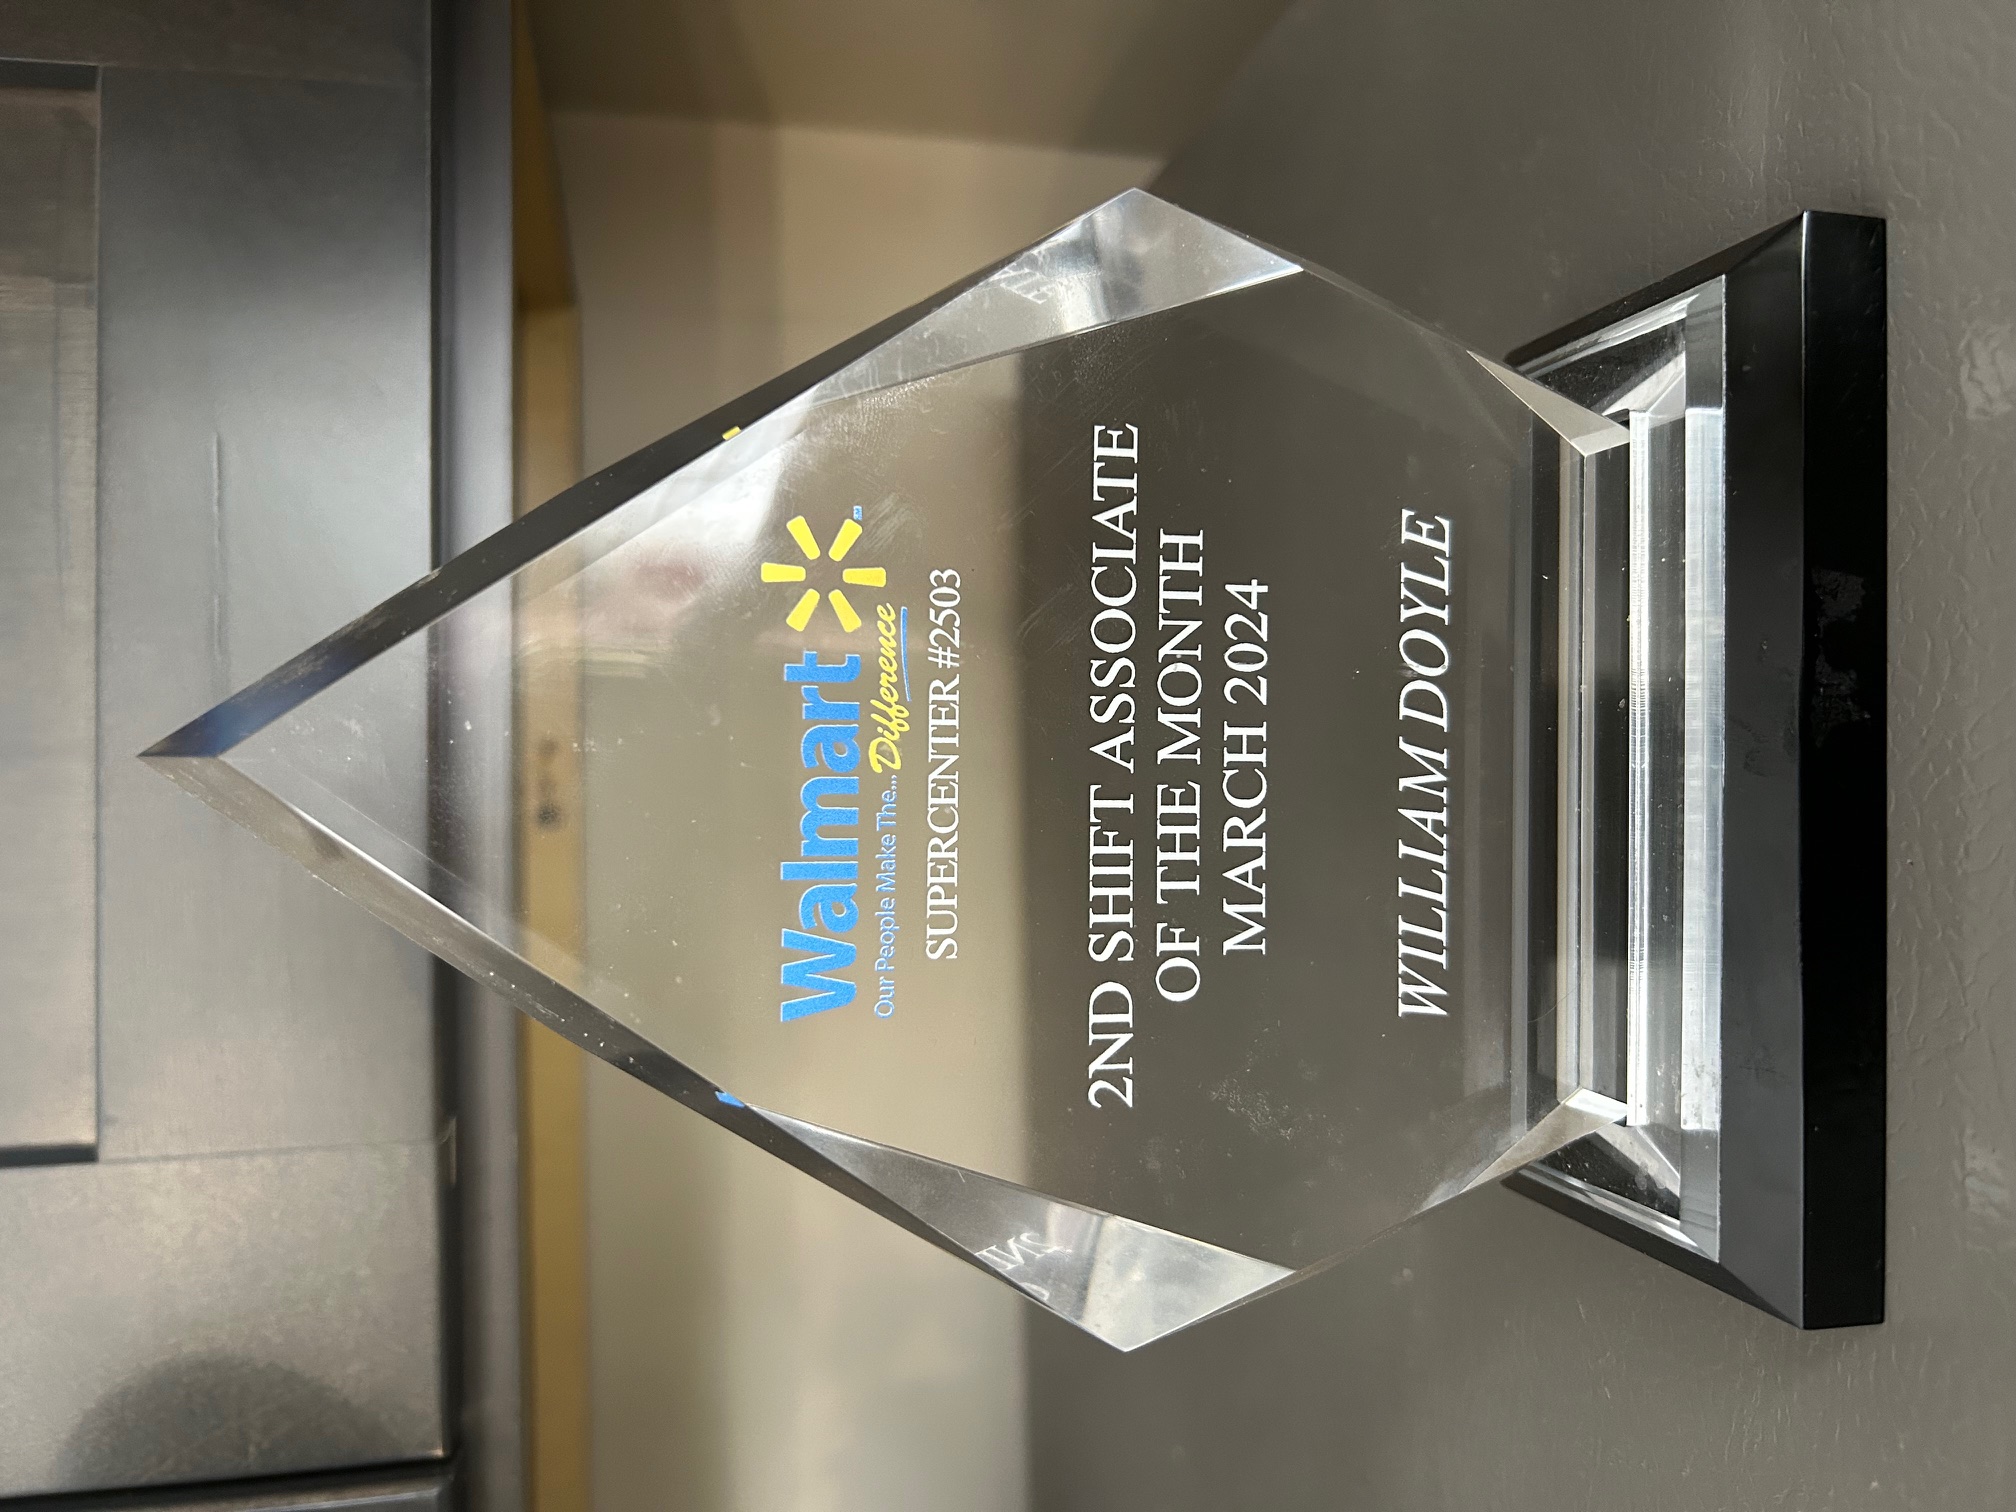 Walmart
Our People Make The... Difference
SUPERCENTER #2503
2ND SHIFT ASSOCIATE
OF THE MONTH
MARCH 2024
WILLIAM DOYLE